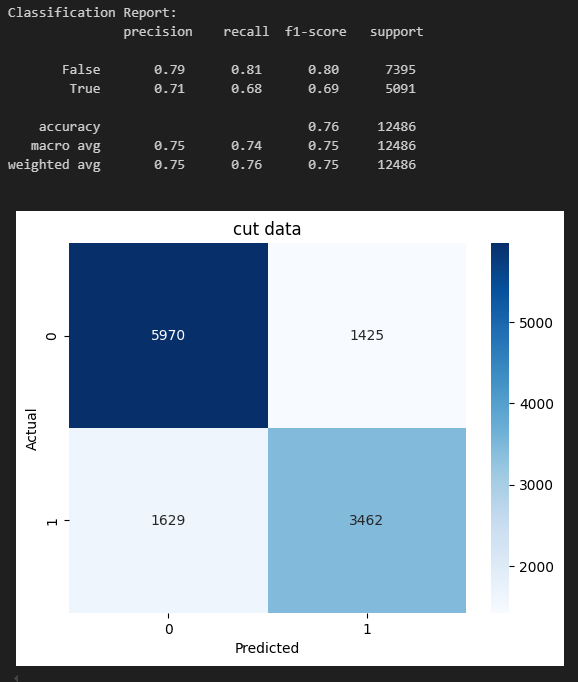 Classification Report:
precision recall f1-score support
False 0.79 0.81 0.80 7395
True 0.71 0.68 0.69 5091
accuracy 0.76 12486
macro avg 0.75 0.74 0.75 12486
weighted avg 0.75 0.76 0.75 12486
cut data
5970 1425
1629 3462
0
1
Actual
0 1
Predicted
5000
4000
3000
2000